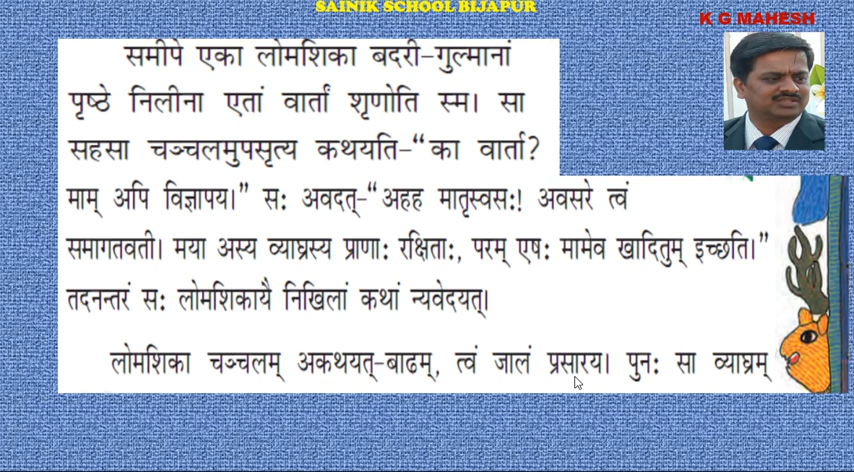 SAINIK SCHOOL BIJAPUR
K G MAHESH
समीपे एका लोमशिका बदरी-गुल्मानां
पृष्ठे निलीना एतां वार्तां शृणोति स्म। सा
सहसा चञ्चलमुपसृत्य कथयति-“का वार्ता?
माम् अपि विज्ञापय।” स: अवदत्-“अहह मातृस्वस:! अवसरे त्वं
समागतवती। मया अस्य व्याघ्रस्य प्राणा: रक्षिता:, परम् एष: मामेव खादितुम् इच्छति।”
तदनन्तरं स: लोमशिकायै निखिलां कथां न्यवेदयत्।
लोमशिका चञ्चलम् अकथयत्-बाढम्, त्वं जालं प्रसारय। पुन: सा व्याघ्रम्